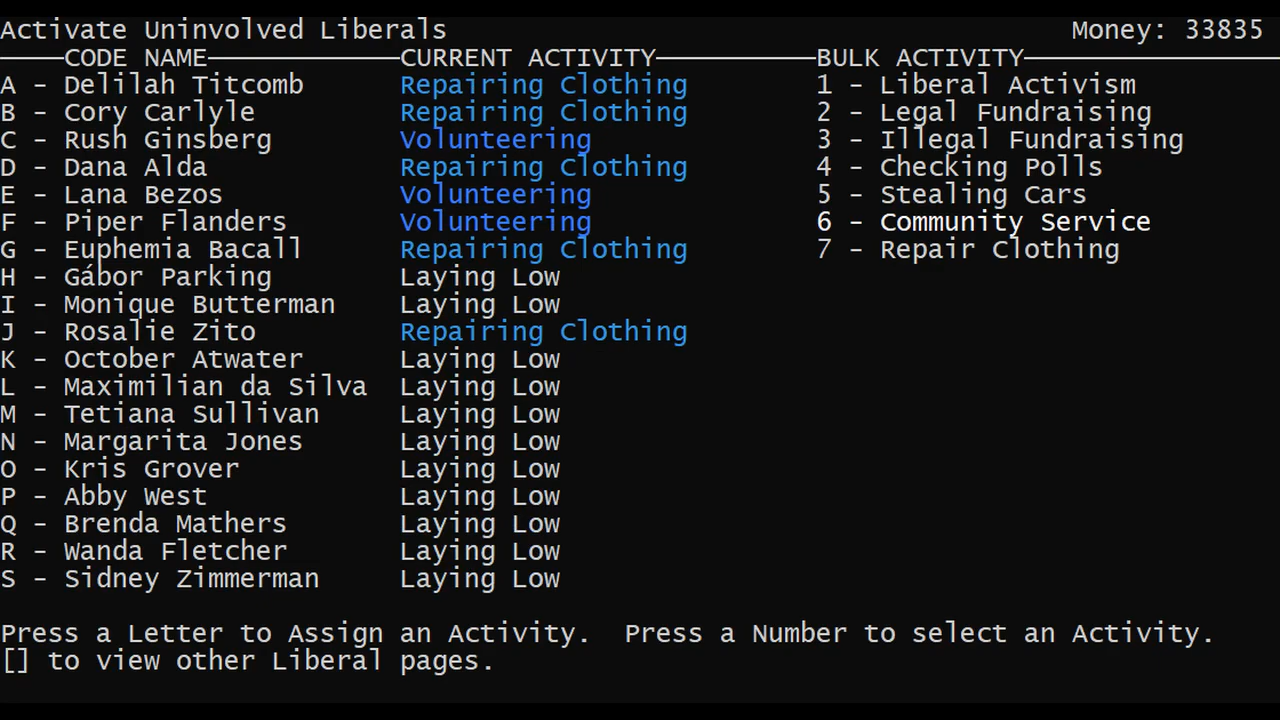 Activate Uninvolved Liberals Money: 33835
CODE NAME CURRENT ACTIVITY BULK ACTIVITY
A - Delilah Titcomb Repairing Clothing 1 - Liberal Activism
B - Cory Carlyle Repairing Clothing 2 - Legal Fundraising
C - Rush Ginsberg Volunteering 3 - Illegal Fundraising
D - Dana Alda Repairing Clothing 4 - Checking Polls
E - Lana Bezos Volunteering 5 - Stealing Cars
F - Piper Flanders Volunteering 6 - Community Service
G - Euphemia Bacall Repairing Clothing 7 - Repair Clothing
H - Gábor Parking Laying Low
I - Monique Butterman Laying Low
J - Rosalie Zito Repairing Clothing
K - October Atwater Laying Low
L - Maximilian da Silva Laying Low
M - Tetiana Sullivan Laying Low
N - Margarita Jones Laying Low
O - Kris Grover Laying Low
P - Abby West Laying Low
Q - Brenda Mathers Laying Low
R - Wanda Fletcher Laying Low
S - Sidney Zimmerman Laying Low
Press a Letter to Assign an Activity. Press a Number to select an Activity.
[] to view other Liberal pages.